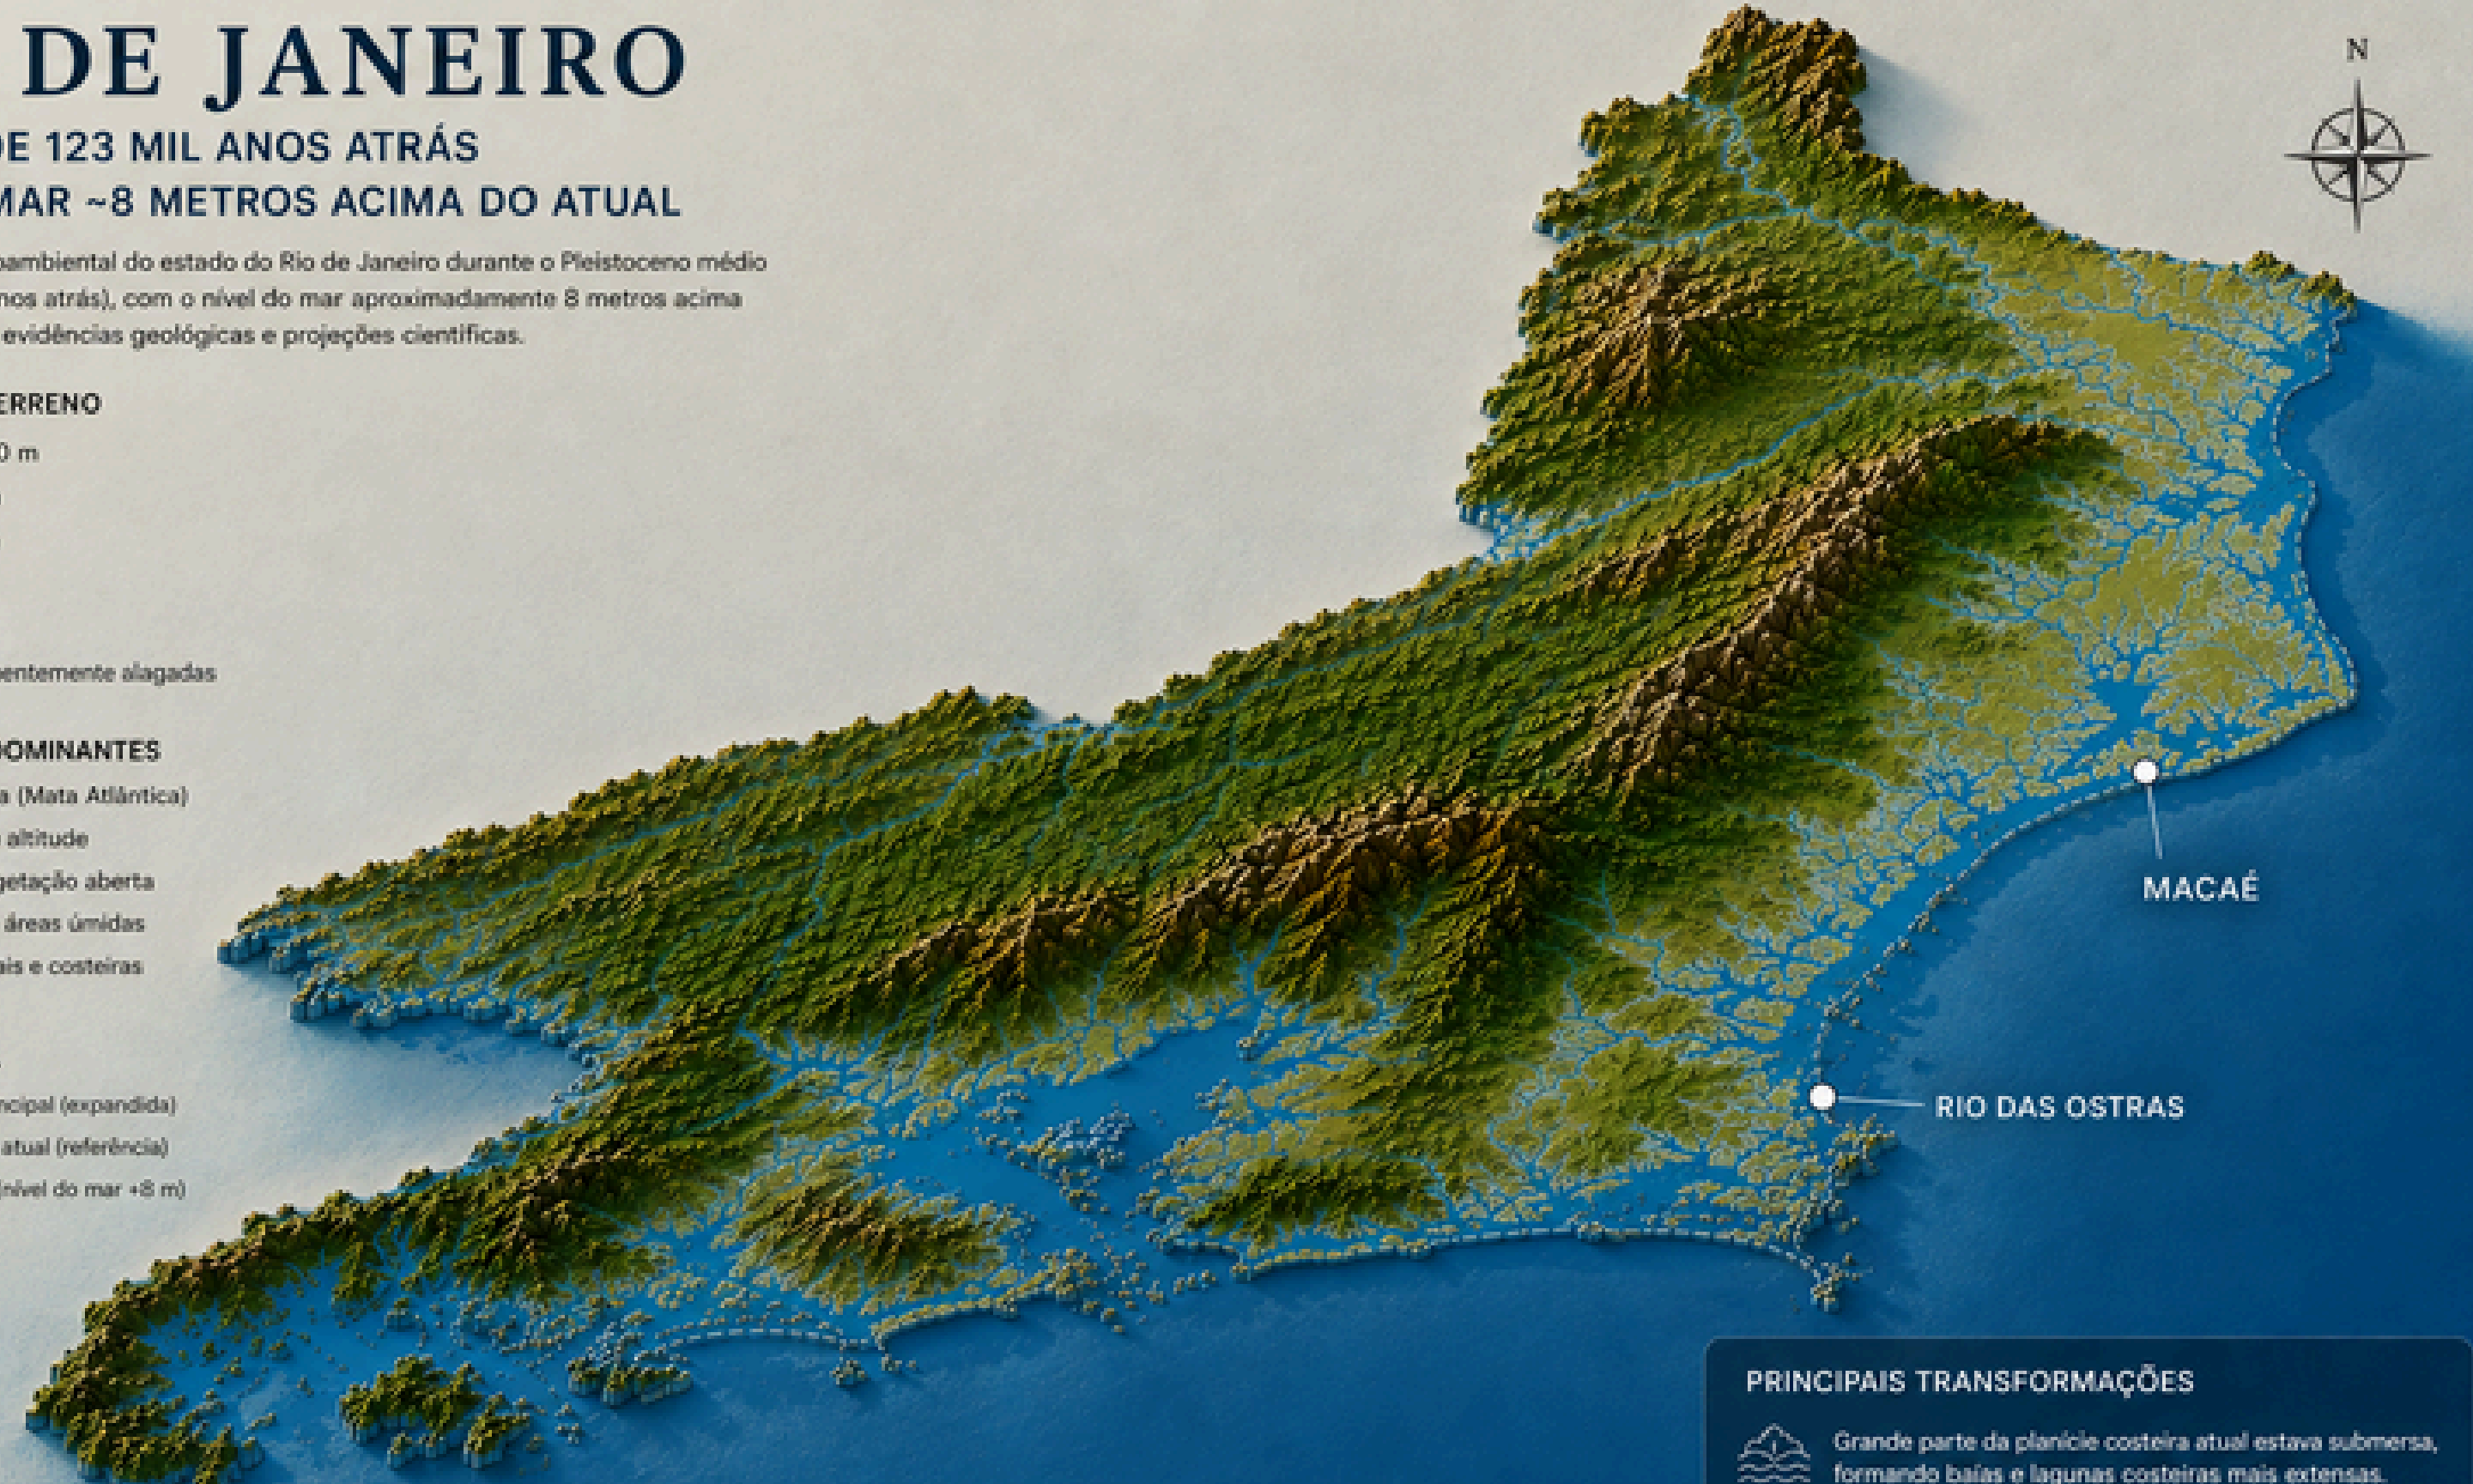 DE JANEIRO
DE 123 MIL ANOS ATRÁS
MAR ~8 METROS ACIMA DO ATUAL
oambiental do estado do Rio de Janeiro durante o Pleistoceno médio
nos atrás), com o nível do mar aproximadamente 8 metros acima
evidências geológicas e projeções científicas.
ERRENO
0 m
entemente alagadas
DOMINANTES
a (Mata Atlântica)
altitude
getação aberta
áreas úmidas
ais e costeiras
ncipal (expandida)
atual (referência)
(nível do mar +8 m)
N
MACAÉ
RIO DAS OSTRAS
PRINCIPAIS TRANSFORMAÇÕES
Grande parte da planície costeira atual estava submersa,
formando baías e lagunas costeiras mais extensas.